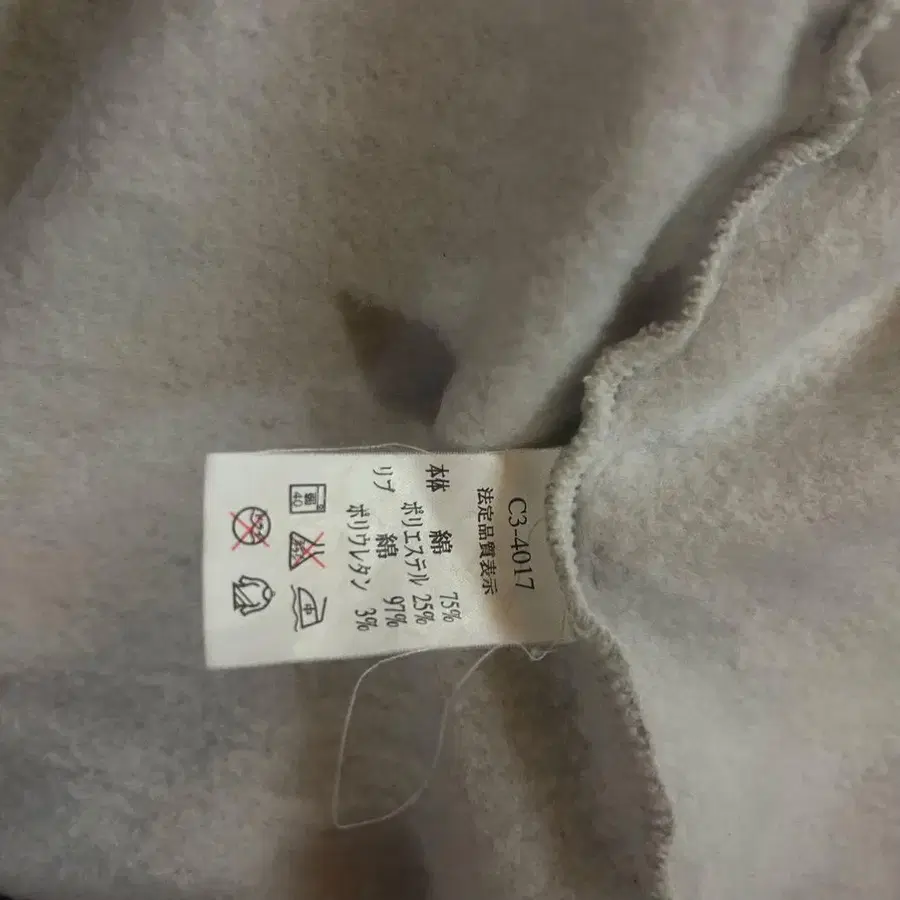 C3-4017
法定品質表示
本体 綿 75%
ポリエステル 25%
リブ 綿 97%
ポリウレタン 3%
40
中